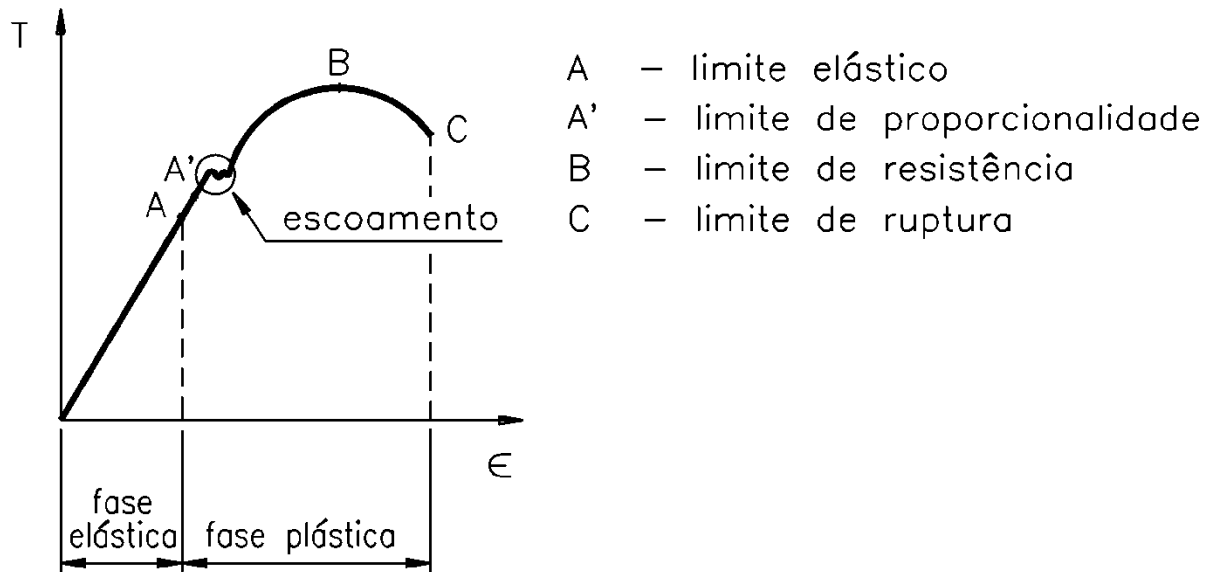 T
B
C
A'
A
escoamento
ϵ
fase
elástica
fase plástica
A – limite elástico
A' – limite de proporcionalidade
B – limite de resistência
C – limite de ruptura